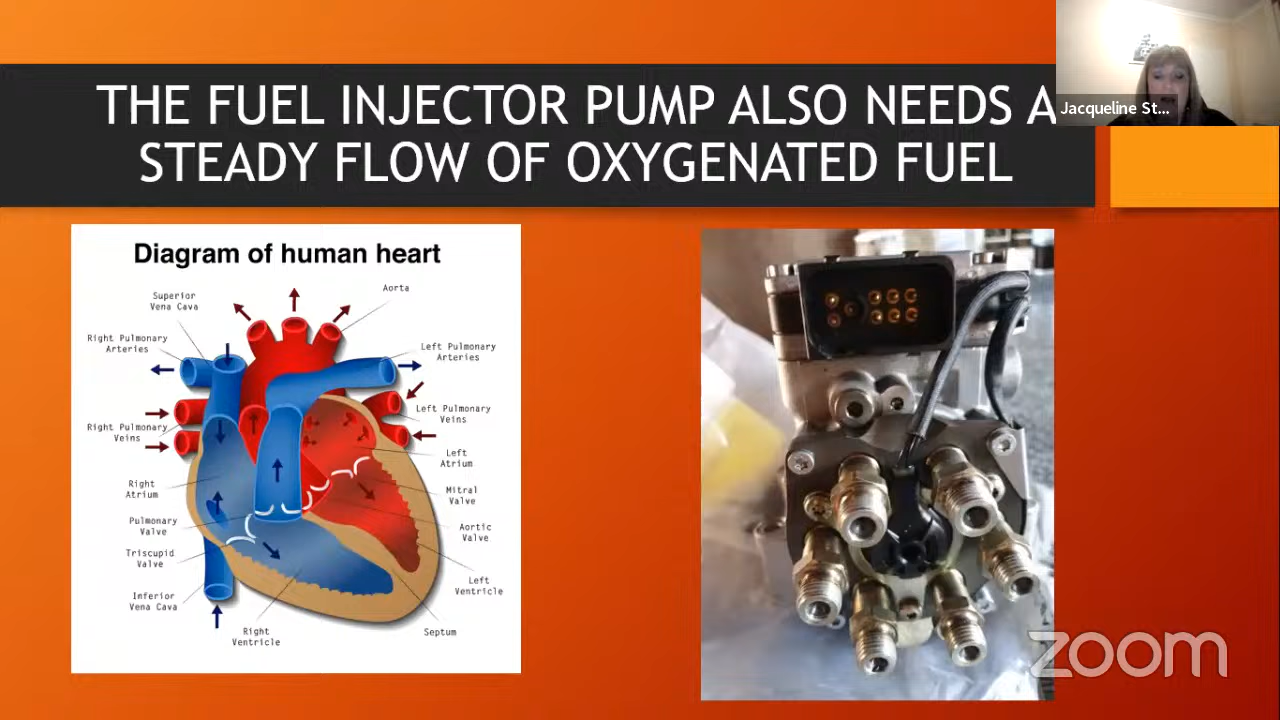 THE FUEL INJECTOR PUMP ALSO NEEDS A
STEADY FLOW OF OXYGENATED FUEL
Jacqueline St...
Diagram of human heart
Superior
Vena Cava
Aorta
Right Pulmonary
Arteries
Left Pulmonary
Arteries
Right Pulmonary
Veins
Left Pulmonary
Veins
Left
Atrium
Right
Atrium
Mitral
Valve
Pulmonary
Valve
Aortic
Valve
Triscupid
Valve
Left
Ventricle
Inferior
Vena Cava
Right
Ventricle
Septum
zoom